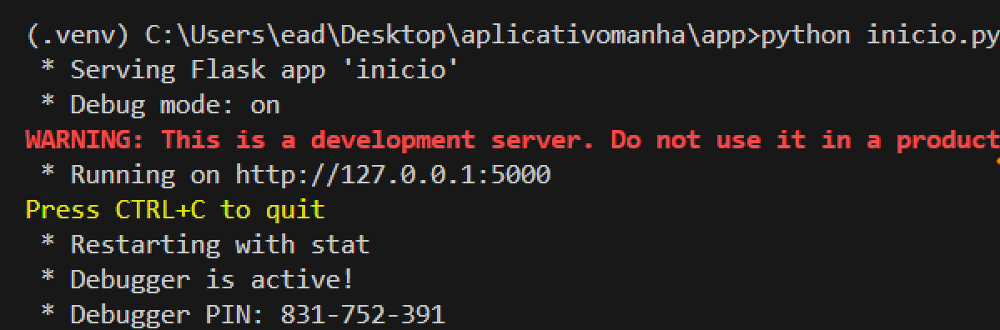 (.venv) C:\Users\ead\Desktop\aplicativomanha\app>python inicio.py
* Serving Flask app 'inicio'
* Debug mode: on
WARNING: This is a development server. Do not use it in a product
* Running on http://127.0.0.1:5000
Press CTRL+C to quit
* Restarting with stat
* Debugger is active!
* Debugger PIN: 831-752-391